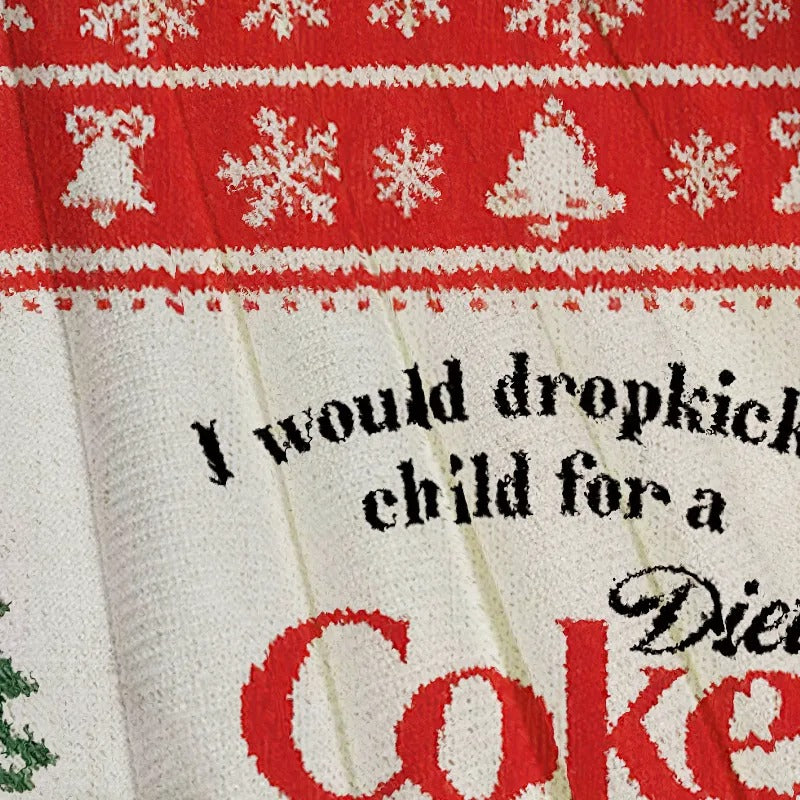 I would dropkick
child for a
Diet
Coke